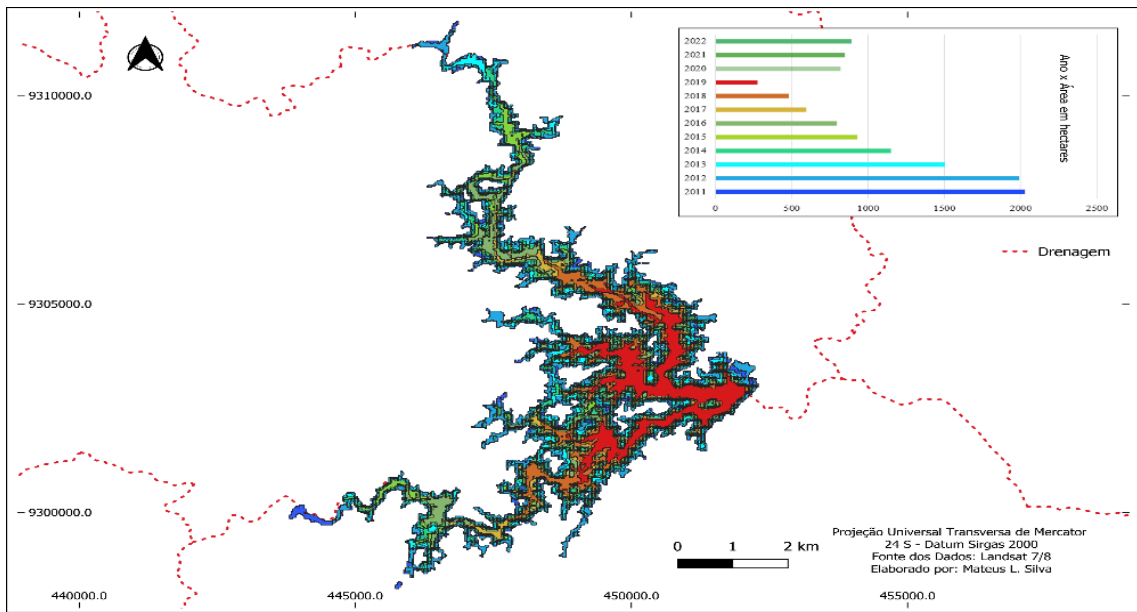 2022
2021
2020
2019
2018
2017
2016
2015
2014
2013
2012
2011
0 500 1000 1500 2000 2500
Ano x Área em hectares
9310000.0
Drenagem
9305000.0
9300000.0
0 1 2 km
Projeção Universal Transversa de Mercator
24 S - Datum Sirgas 2000
Fonte dos Dados: Landsat 7/8
Elaborado por: Mateus L. Silva
440000.0 445000.0 450000.0 455000.0